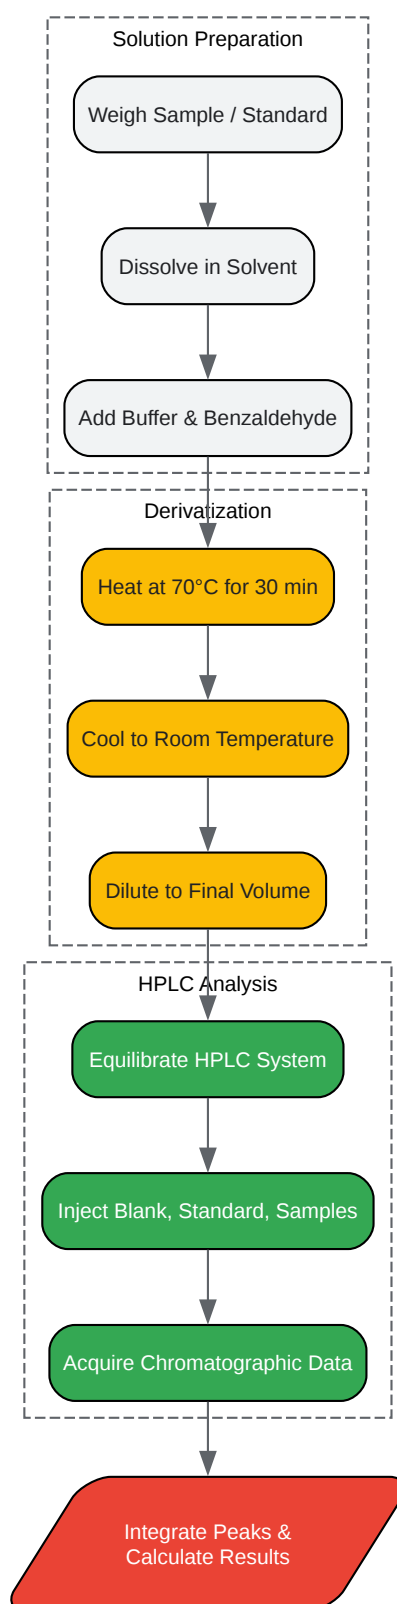 Solution Preparation
Weigh Sample / Standard
Dissolve in Solvent
Add Buffer & Benzaldehyde
Derivatization
Heat at 70°C for 30 min
Cool to Room Temperature
Dilute to Final Volume
HPLC Analysis
Equilibrate HPLC System
Inject Blank, Standard, Samples
Acquire Chromatographic Data
Integrate Peaks &
Calculate Results